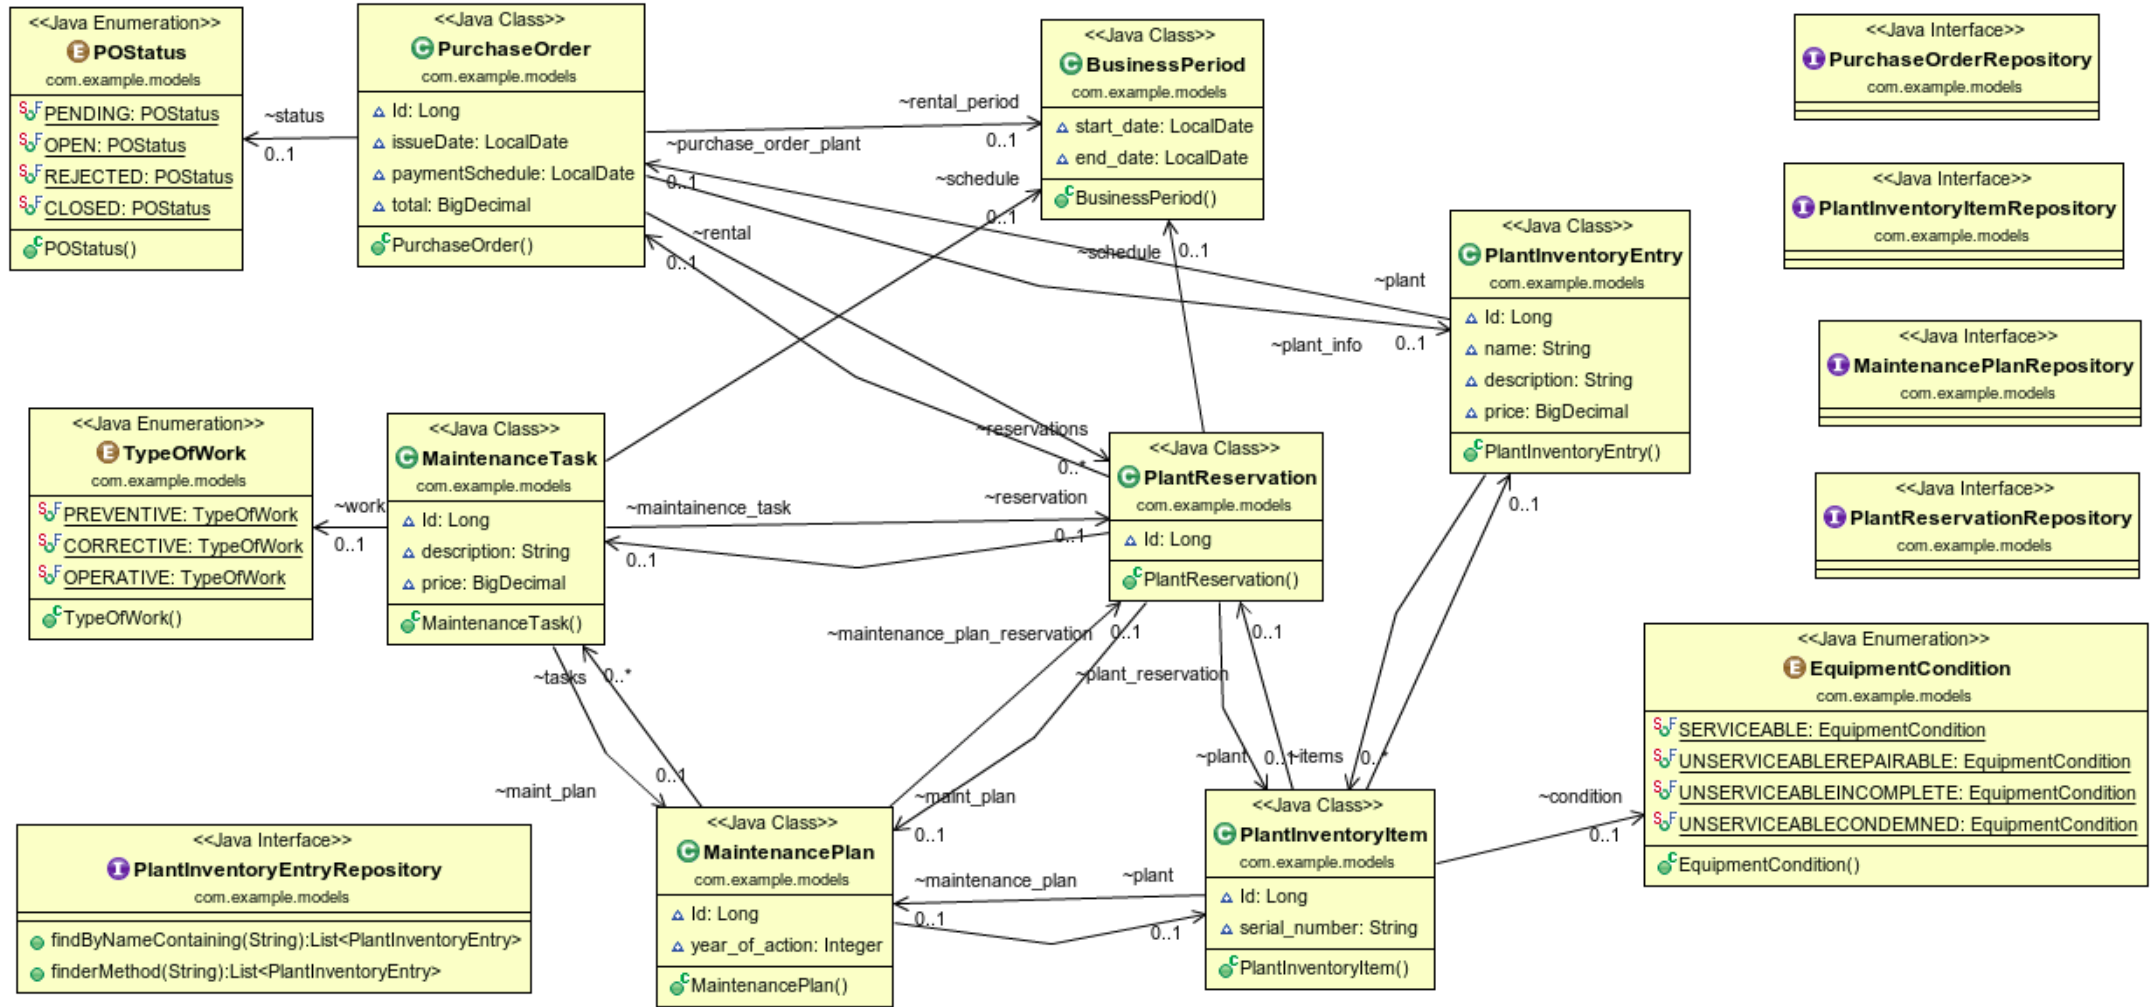 <<Java Enumeration>>
POStatus
com.example.models
PENDING: POStatus
OPEN: POStatus
REJECTED: POStatus
CLOSED: POStatus
POStatus()
~status
0..1
<<Java Class>>
PurchaseOrder
com.example.models
Id: Long
issueDate: LocalDate
paymentSchedule: LocalDate
total: BigDecimal
PurchaseOrder()
~rental_period
0..1
~purchase_order_plant
0..1
~schedule
0..1
~rental
0..1
<<Java Class>>
BusinessPeriod
com.example.models
start_date: LocalDate
end_date: LocalDate
BusinessPeriod()
~schedule
0..1
~plant
~plant_info
0..1
<<Java Class>>
PlantInventoryEntry
com.example.models
Id: Long
name: String
description: String
price: BigDecimal
PlantInventoryEntry()
0..1
<<Java Interface>>
PurchaseOrderRepository
com.example.models
<<Java Interface>>
PlantInventoryItemRepository
com.example.models
<<Java Interface>>
MaintenancePlanRepository
com.example.models
<<Java Interface>>
PlantReservationRepository
com.example.models
<<Java Enumeration>>
TypeOfWork
com.example.models
PREVENTIVE: TypeOfWork
CORRECTIVE: TypeOfWork
OPERATIVE: TypeOfWork
TypeOfWork()
~work
0..1
<<Java Class>>
MaintenanceTask
com.example.models
Id: Long
description: String
price: BigDecimal
MaintenanceTask()
~maintainence_task
0..1
~reservations
0..*
~reservation
0..1
<<Java Class>>
PlantReservation
com.example.models
Id: Long
PlantReservation()
~maintenance_plan_reservation
0..1
0..1
~plant_reservation
~tasks
0..*
~maint_plan
0..1
~maint_plan
0..1
~plant
0..1
~items
0..*
<<Java Class>>
MaintenancePlan
com.example.models
Id: Long
year_of_action: Integer
MaintenancePlan()
~maintenance_plan
0..1
~plant
0..1
<<Java Class>>
PlantInventoryItem
com.example.models
Id: Long
serial_number: String
PlantInventoryItem()
~condition
0..1
<<Java Enumeration>>
EquipmentCondition
com.example.models
SERVICEABLE: EquipmentCondition
UNSERVICEABLEREPAIRABLE: EquipmentCondition
UNSERVICEABLEINCOMPLETE: EquipmentCondition
UNSERVICEABLECONDEMNED: EquipmentCondition
EquipmentCondition()
<<Java Interface>>
PlantInventoryEntryRepository
com.example.models
findByNameContaining(String):List<PlantInventoryEntry>
finderMethod(String):List<PlantInventoryEntry>